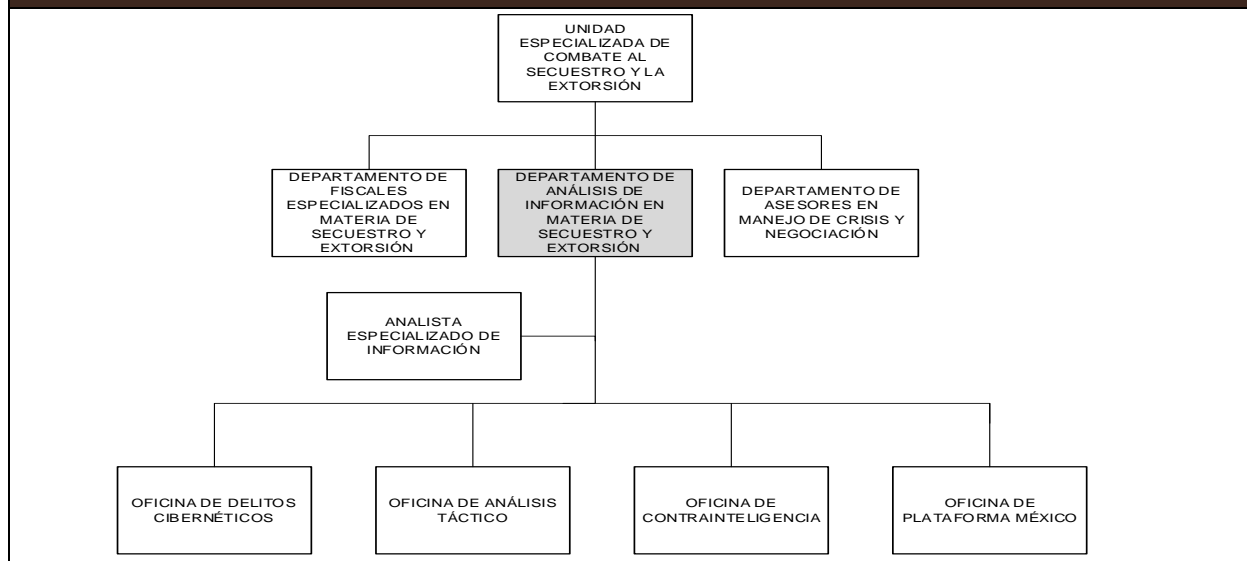 UNIDAD
ESPECIALIZADA DE
COMBATE AL
SECUESTRO Y LA
EXTORSIÓN
DEPARTAMENTO DE
FISCALES
ESPECIALIZADOS EN
MATERIA DE
SECUESTRO Y
EXTORSIÓN
DEPARTAMENTO DE
ANÁLISIS DE
INFORMACIÓN EN
MATERIA DE
SECUESTRO Y
EXTORSIÓN
DEPARTAMENTO DE
ASESORES EN
MANEJO DE CRISIS Y
NEGOCIACIÓN
ANALISTA
ESPECIALIZADO DE
INFORMACIÓN
OFICINA DE DELITOS
CIBERNÉTICOS
OFICINA DE ANÁLISIS
TÁCTICO
OFICINA DE
CONTRAINTELIGENCIA
OFICINA DE
PLATAFORMA MÉXICO